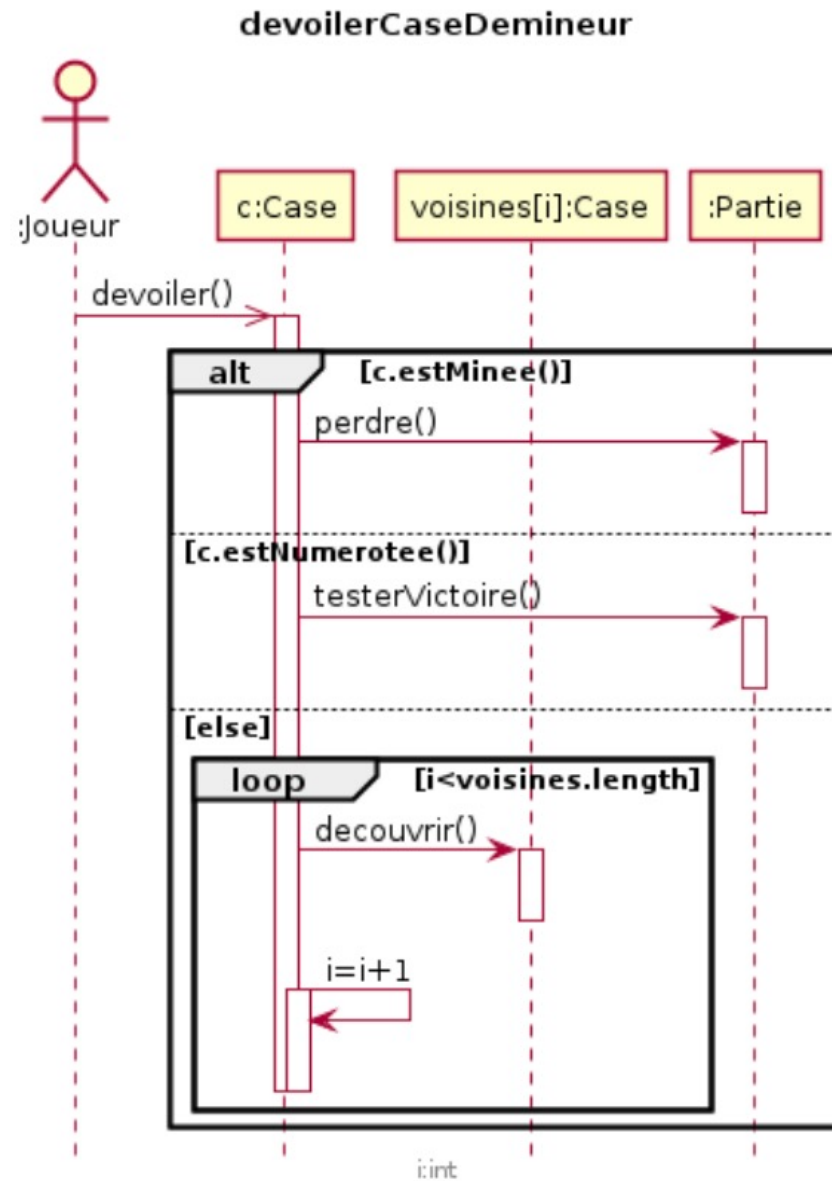 devoilerCaseDemineur
:Joueur
c:Case
voisines[i]:Case
:Partie
devoiler()
alt
[c.estMinee()]
perdre()
[c.estNumerotee()]
testerVictoire()
[else]
loop
[i<voisines.length]
decouvrir()
i=i+1
i:int